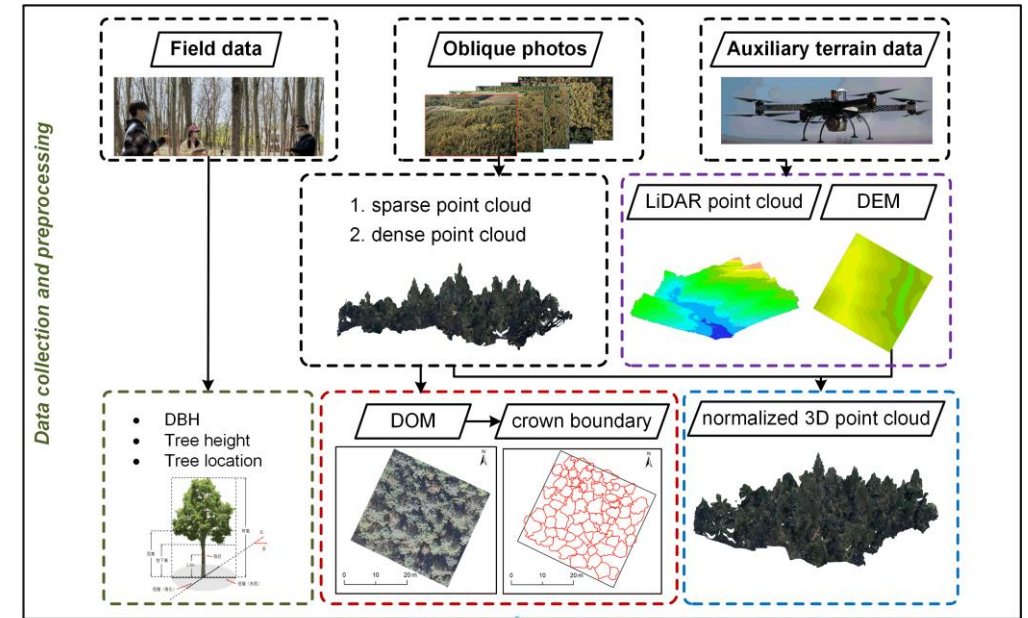 Data collection and preprocessing
Field data
Oblique photos
Auxiliary terrain data
1. sparse point cloud
2. dense point cloud
LiDAR point cloud
DEM
• DBH
• Tree height
• Tree location
DOM
crown boundary
normalized 3D point cloud
N
N
0 10 20 m
0 10 20 m